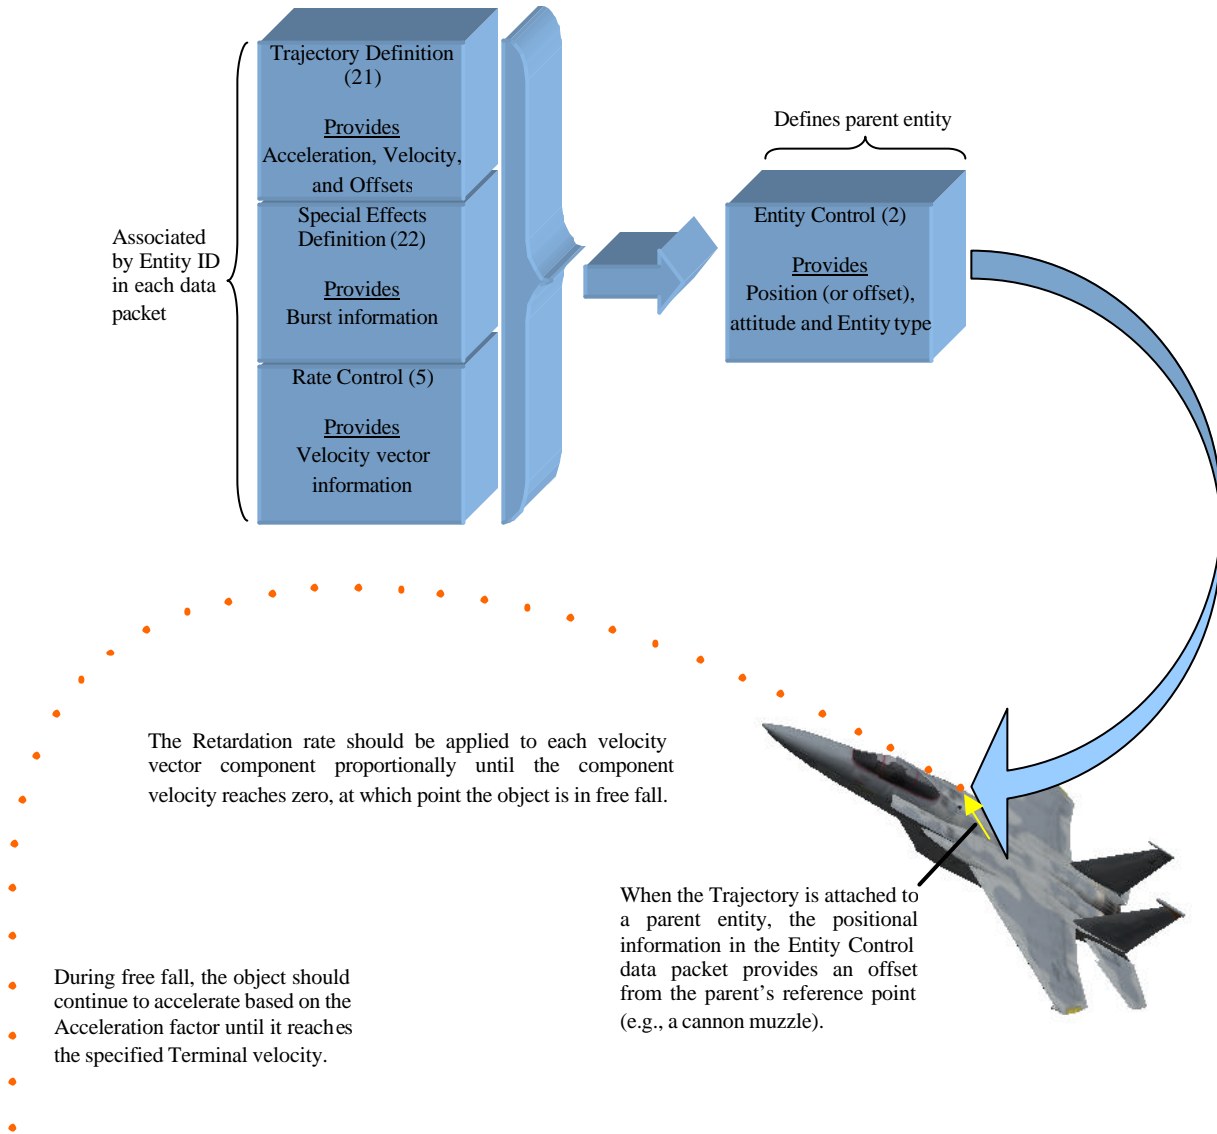 Trajectory Definition
(21)
Provides
Acceleration, Velocity,
and Offsets
Special Effects
Definition (22)
Provides
Burst information
Rate Control (5)
Provides
Velocity vector
information
Associated
by Entity ID
in each data
packet
Defines parent entity
Entity Control (2)
Provides
Position (or offset),
attitude and Entity type
The Retardation rate should be applied to each velocity
vector component proportionally until the component
velocity reaches zero, at which point the object is in free fall.
When the Trajectory is attached to
a parent entity, the positional
information in the Entity Control
data packet provides an offset
from the parent's reference point
(e.g., a cannon muzzle).
During free fall, the object should
continue to accelerate based on the
Acceleration factor until it reaches
the specified Terminal velocity.